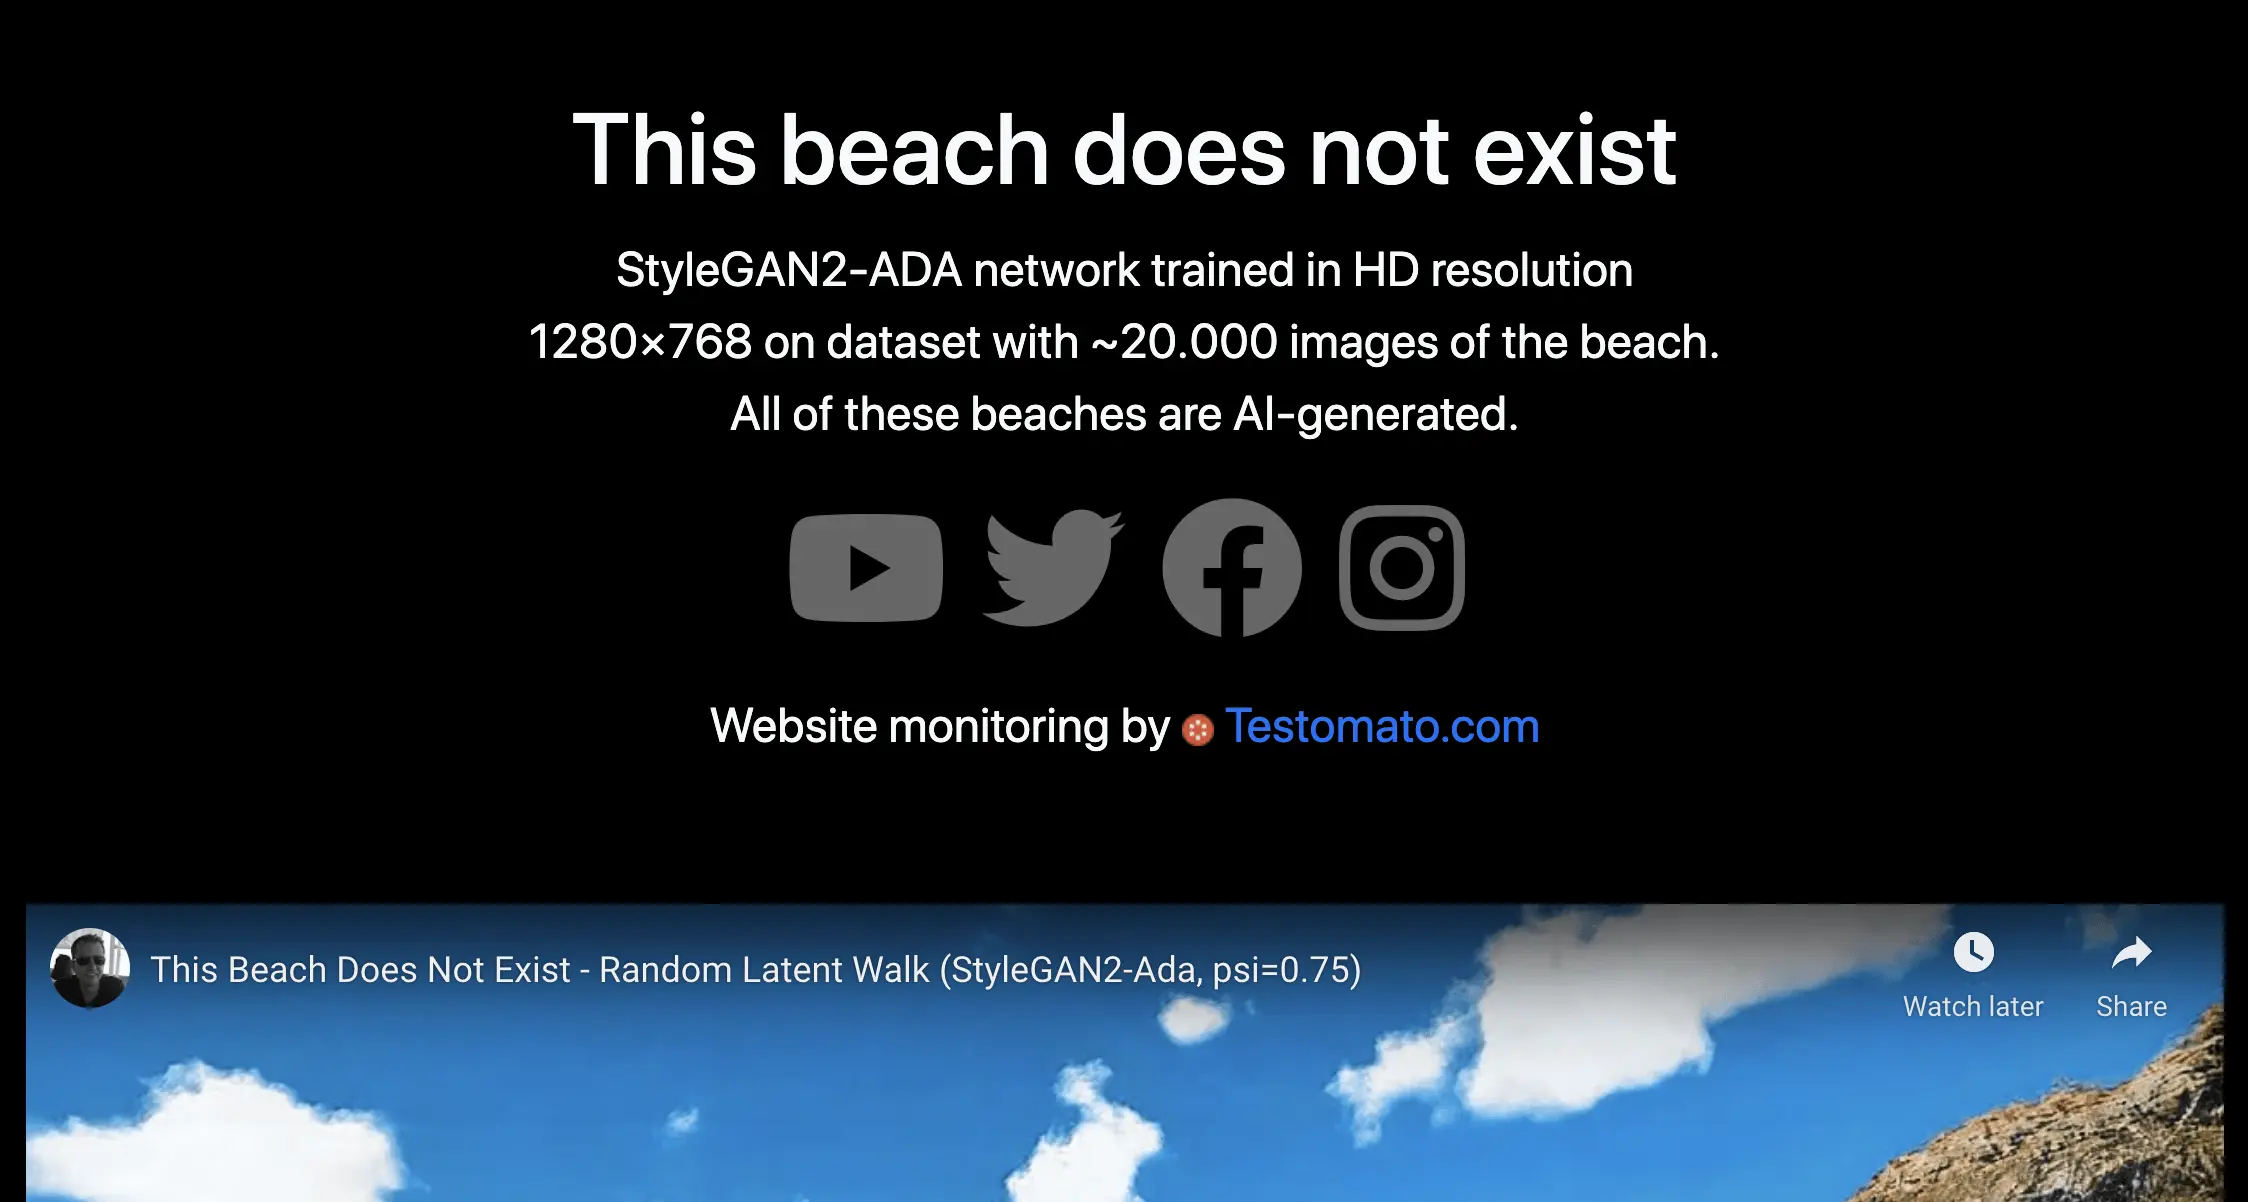 This beach does not exist
StyleGAN2-ADA network trained in HD resolution
1280×768 on dataset with ~20.000 images of the beach.
All of these beaches are AI-generated.
Website monitoring by Testomato.com
This Beach Does Not Exist - Random Latent Walk (StyleGAN2-Ada, psi=0.75)
Watch later
Share